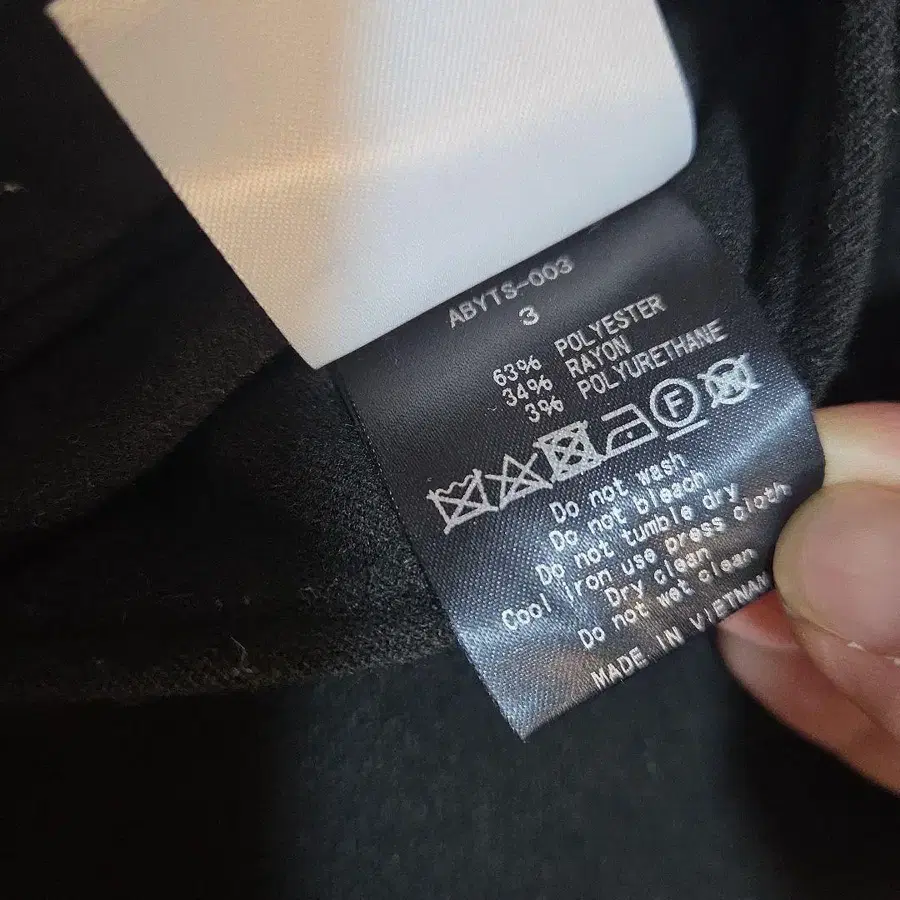 ABYTS-003
3
63% POLYESTER
34% RAYON
3% POLYURETHANE
F W
Do not wash
Do not bleach
Do not tumble dry
Cool iron use press cloth
Dry clean
Do not wet clean
MADE IN VIETNAM